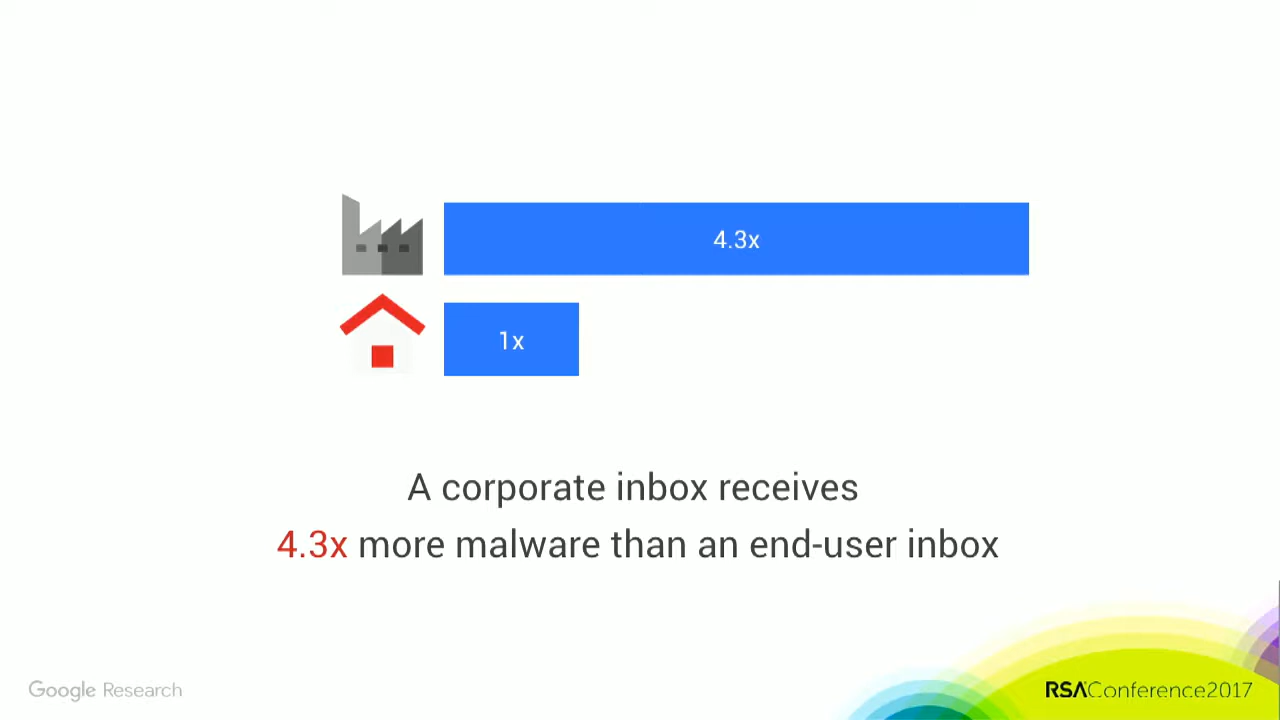 4.3x
1x
A corporate inbox receives
4.3x more malware than an end-user inbox
Google Research
RSAConference2017